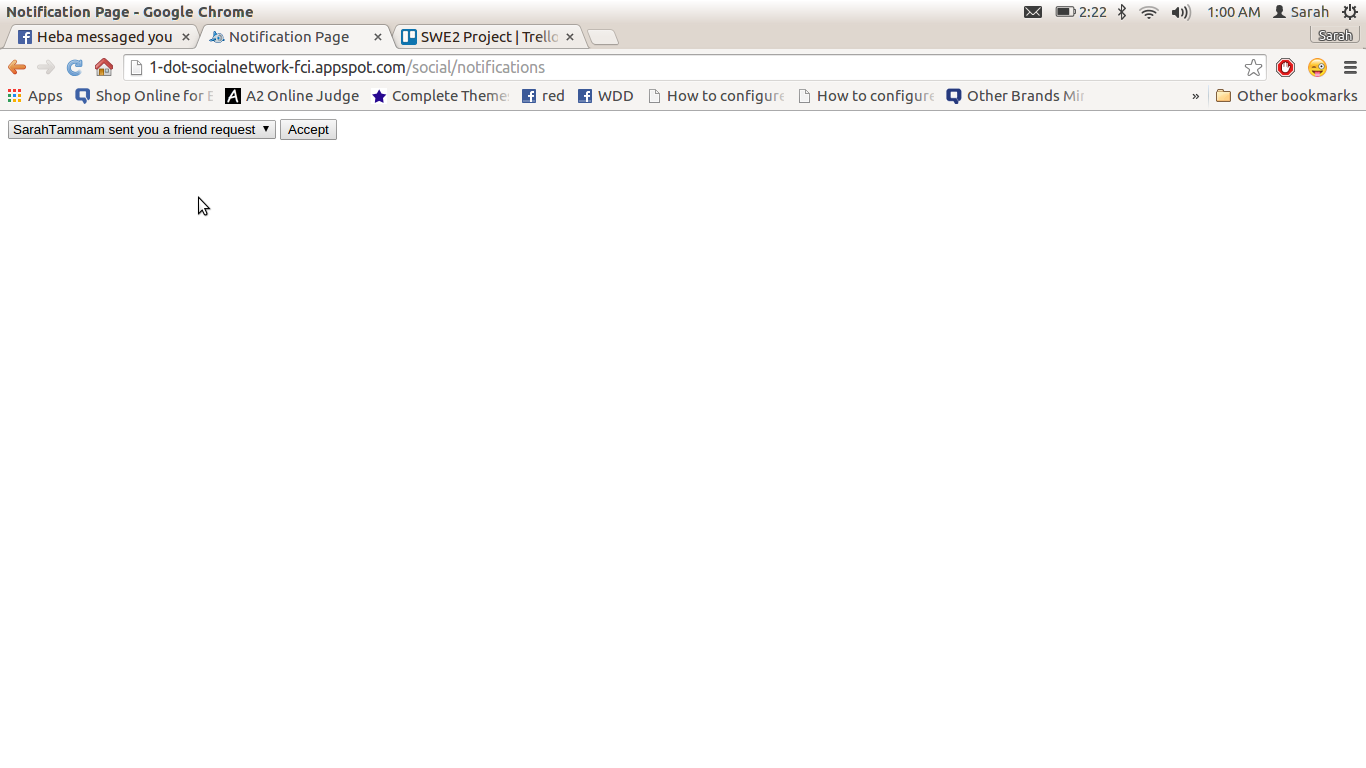 Notification Page - Google Chrome
2:22 1:00 AM Sarah
Heba messaged you Notification Page SWE2 Project | Trello Sarah
1-dot-socialnetwork-fci.appspot.com/social/notifications
Apps Shop Online for A2 Online Judge Complete Themes red WDD How to configure How to configure Other Brands » Other bookmarks
SarahTammam sent you a friend request Accept